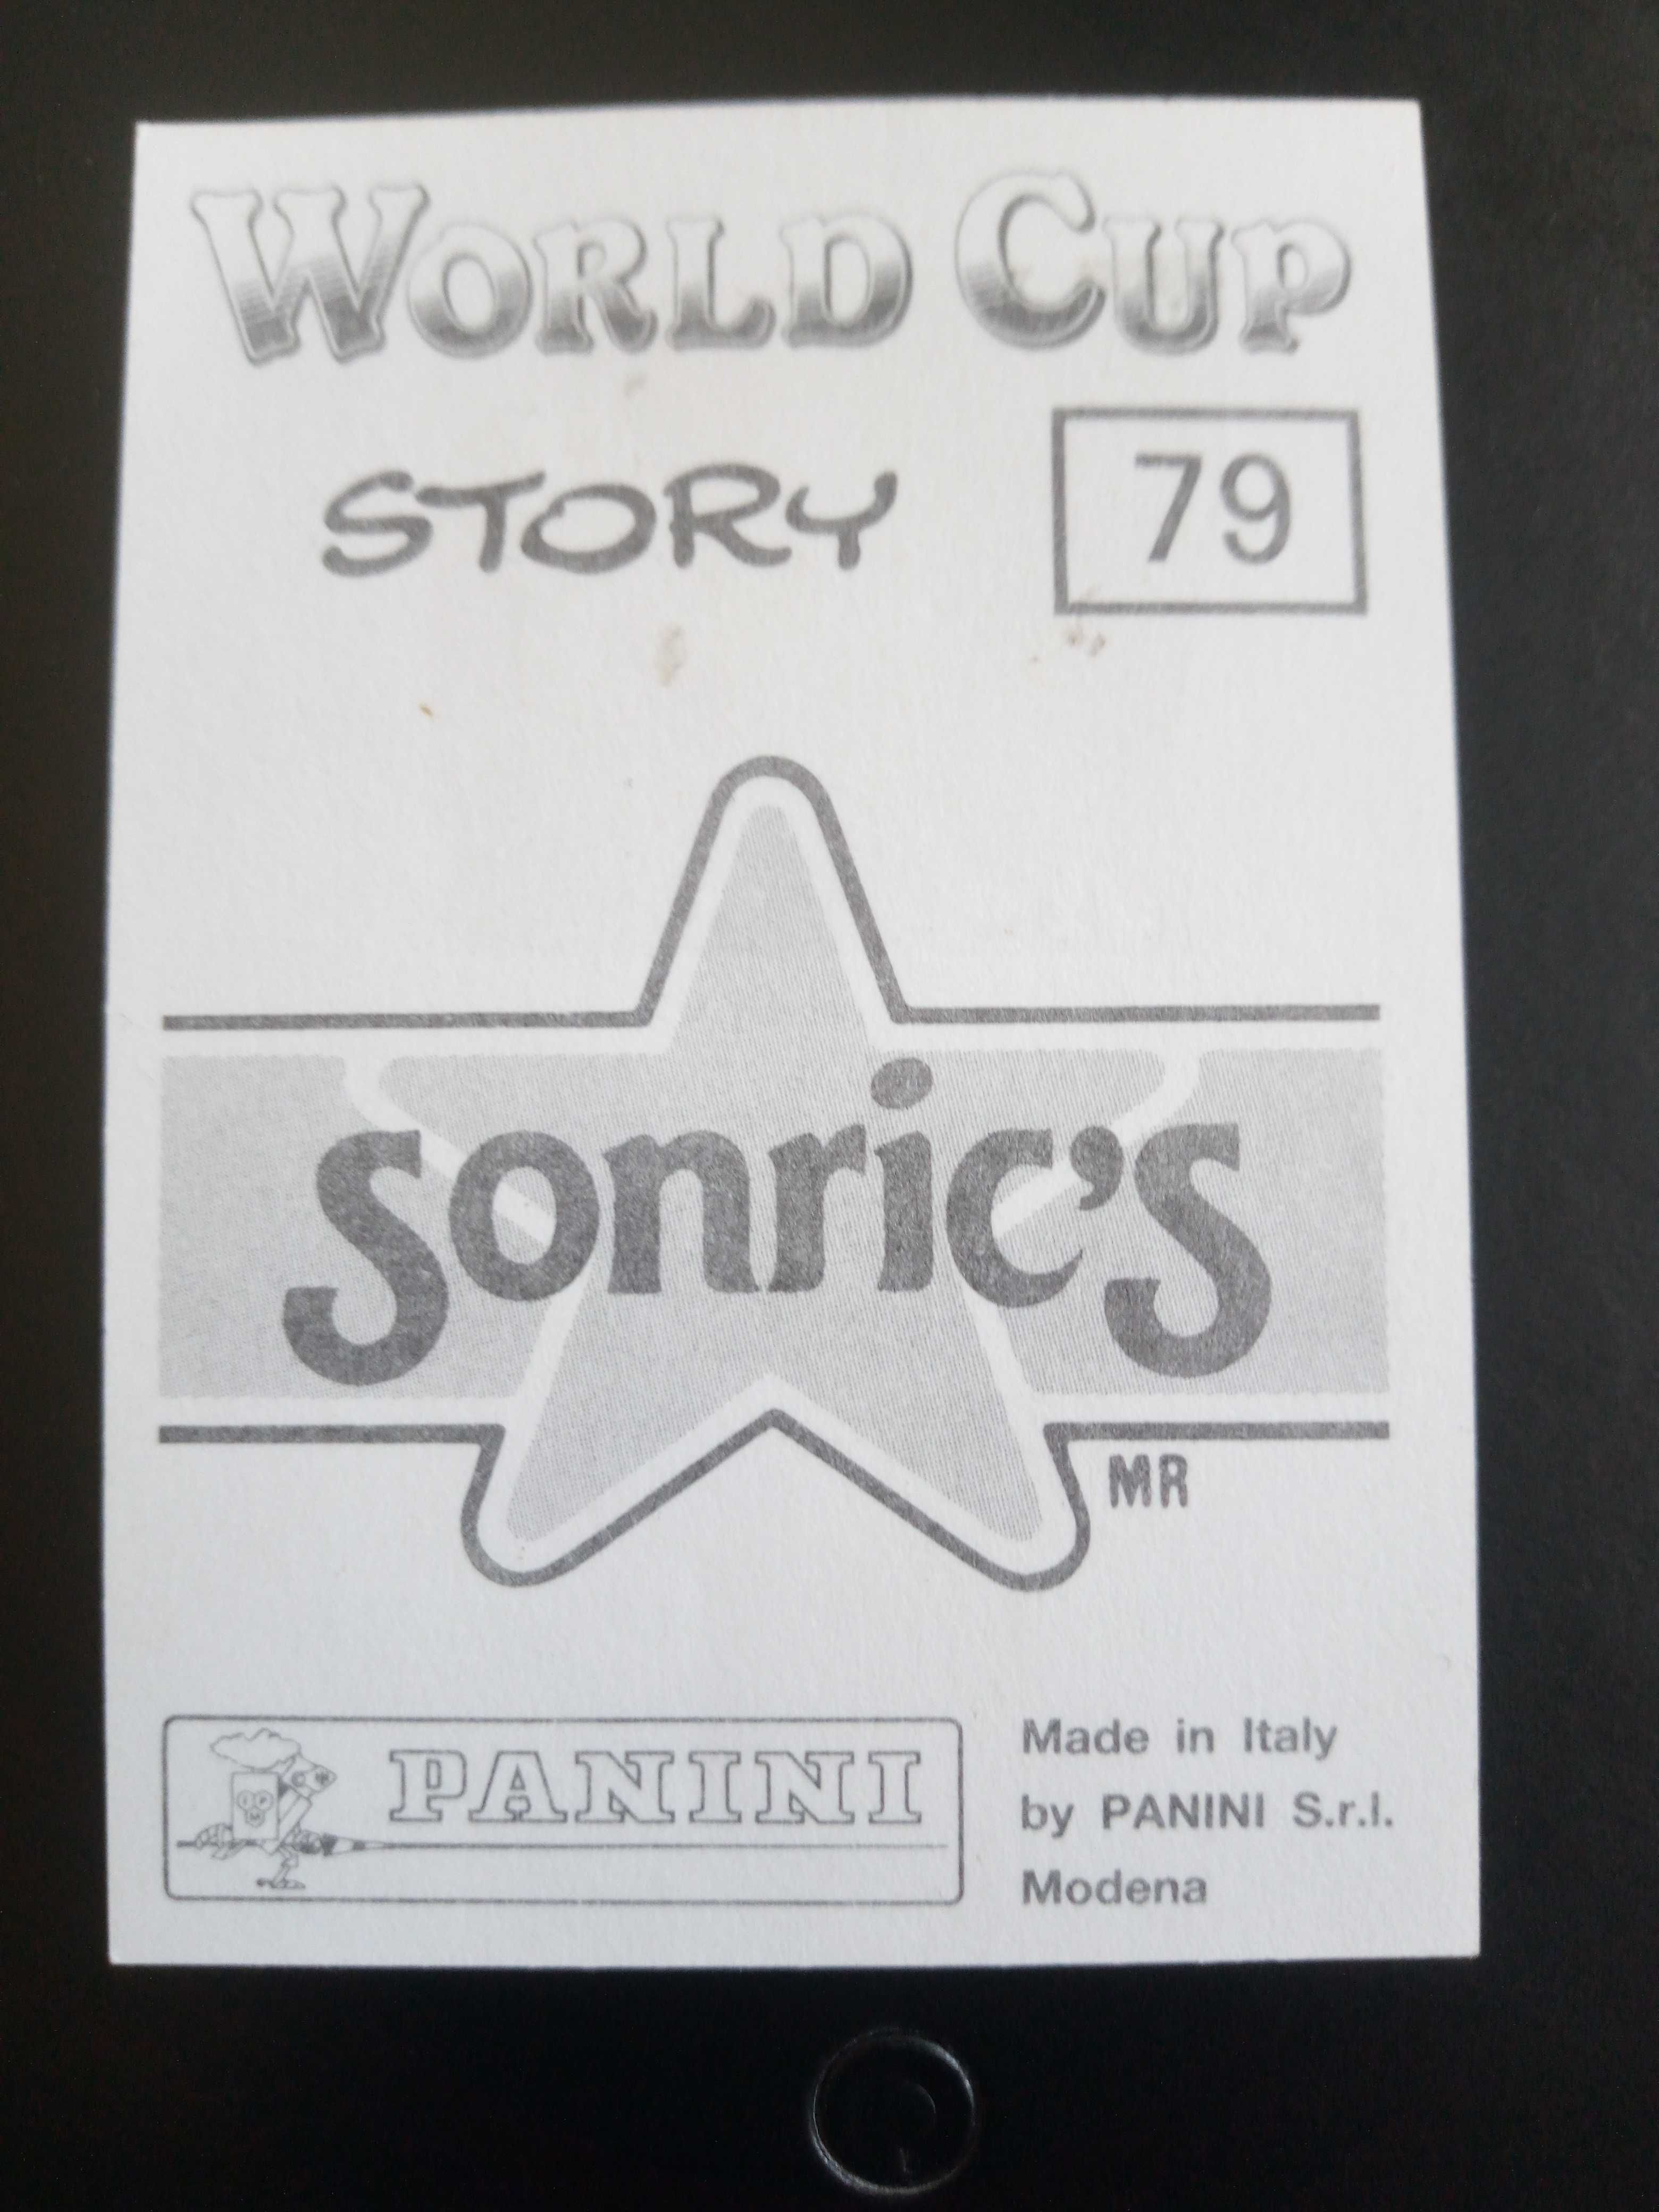 WORLD CUP
STORY
79
sonric's
MR
PANINI
Made in Italy
by PANINI S.r.l.
Modena